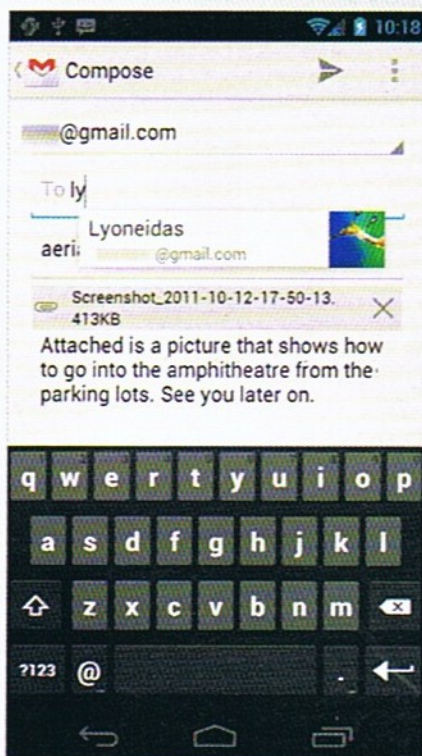 10:18
Compose
@gmail.com
To ly
Lyoneidas
@gmail.com
aeria
Screenshot_2011-10-12-17-50-13.
413KB
Attached is a picture that shows how
to go into the amphitheatre from the
parking lots. See you later on.
q w e r t y u i o p
a s d f g h j k l
z x c v b n m
?123 @ .